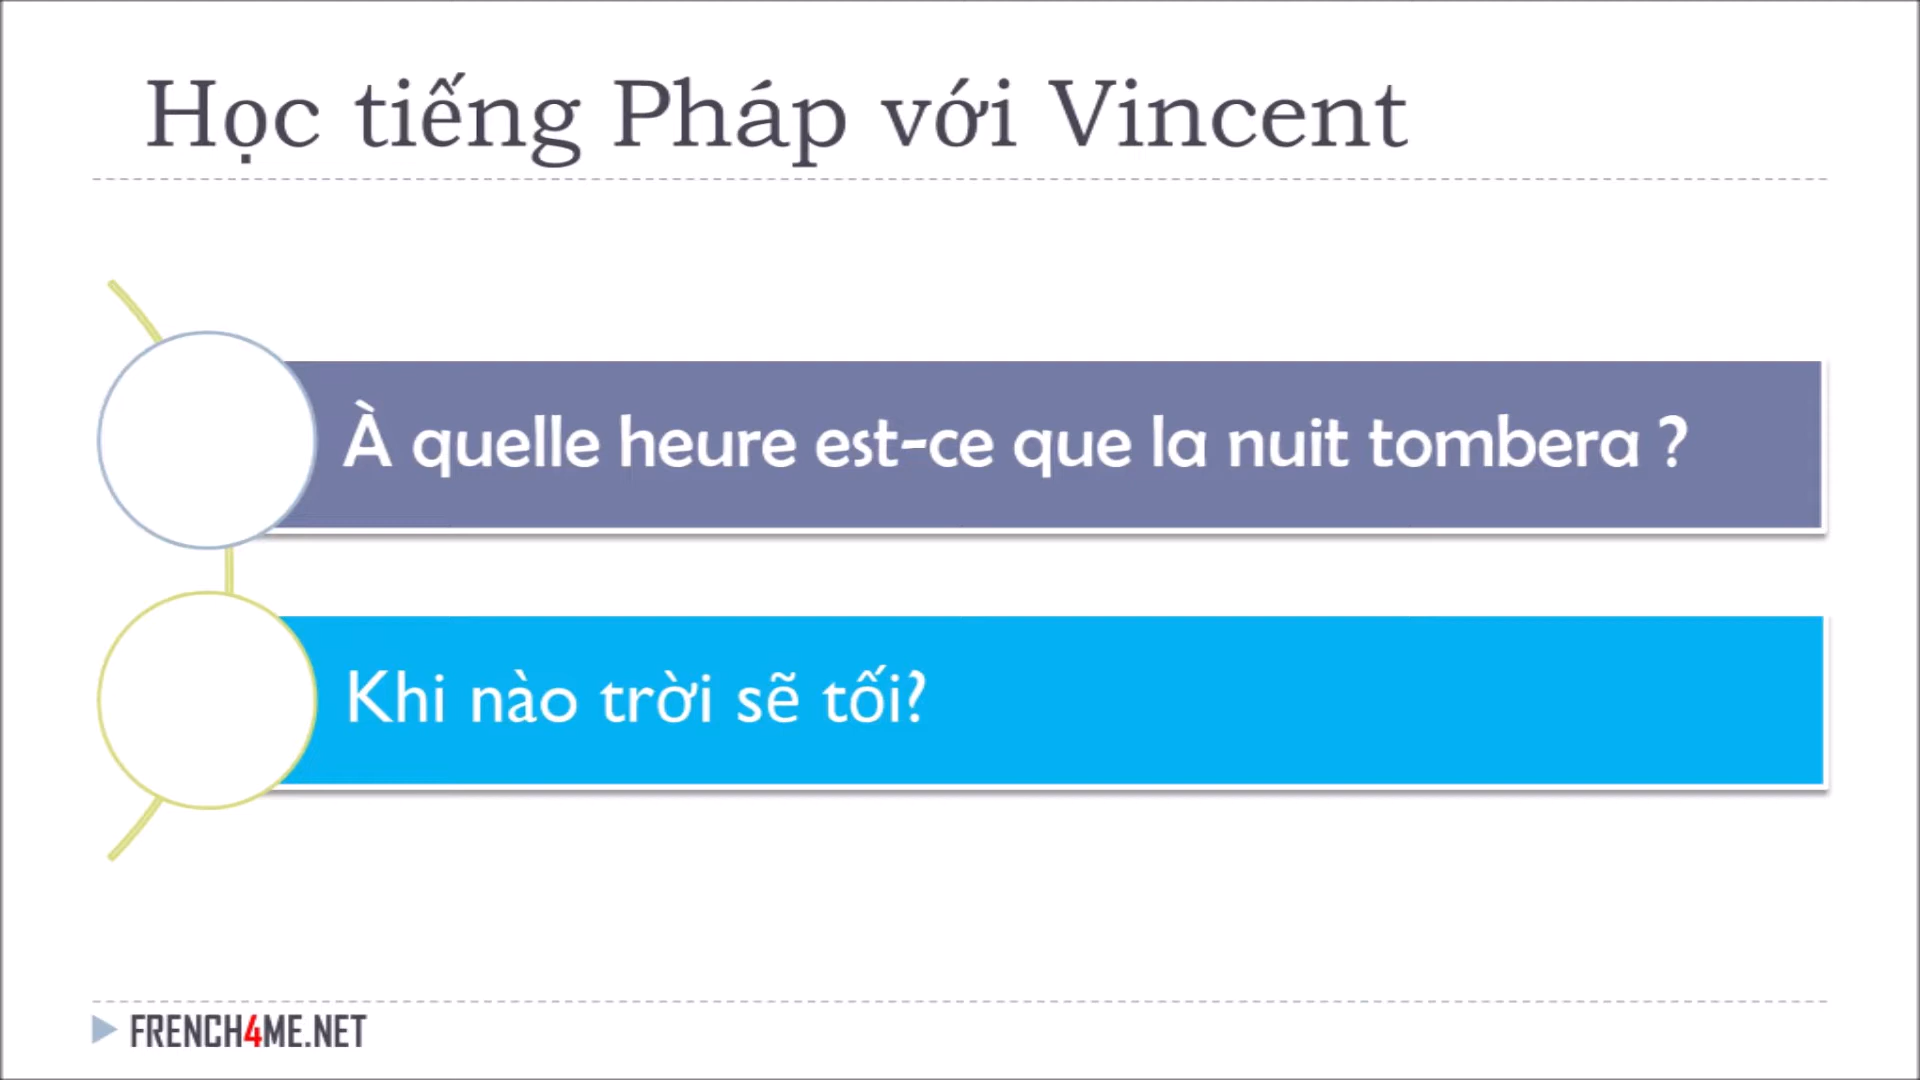 Học tiếng Pháp với Vincent
À quelle heure est-ce que la nuit tombera ?
Khi nào trời sẽ tối?
FRENCH4ME.NET